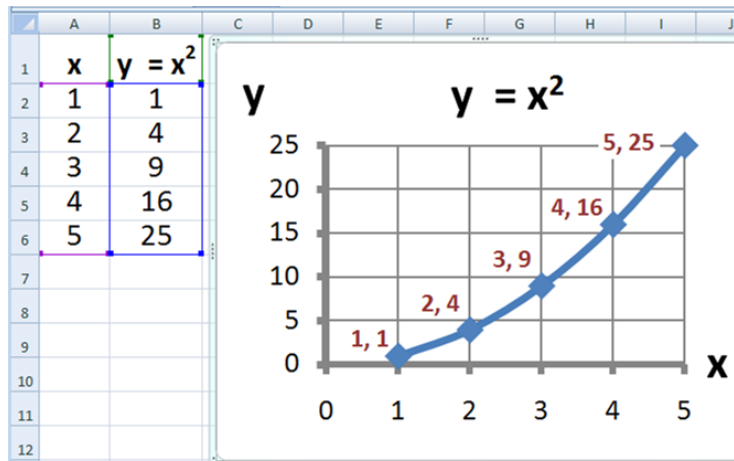 A B C D E F G H I J
1 x y = x²
2 1 1
3 2 4
4 3 9
5 4 16
6 5 25
7
8
9
10
11
12
y y = x²
25 5, 25
20
4, 16
15
3, 9
10
2, 4
5
1, 1
0
x
0 1 2 3 4 5